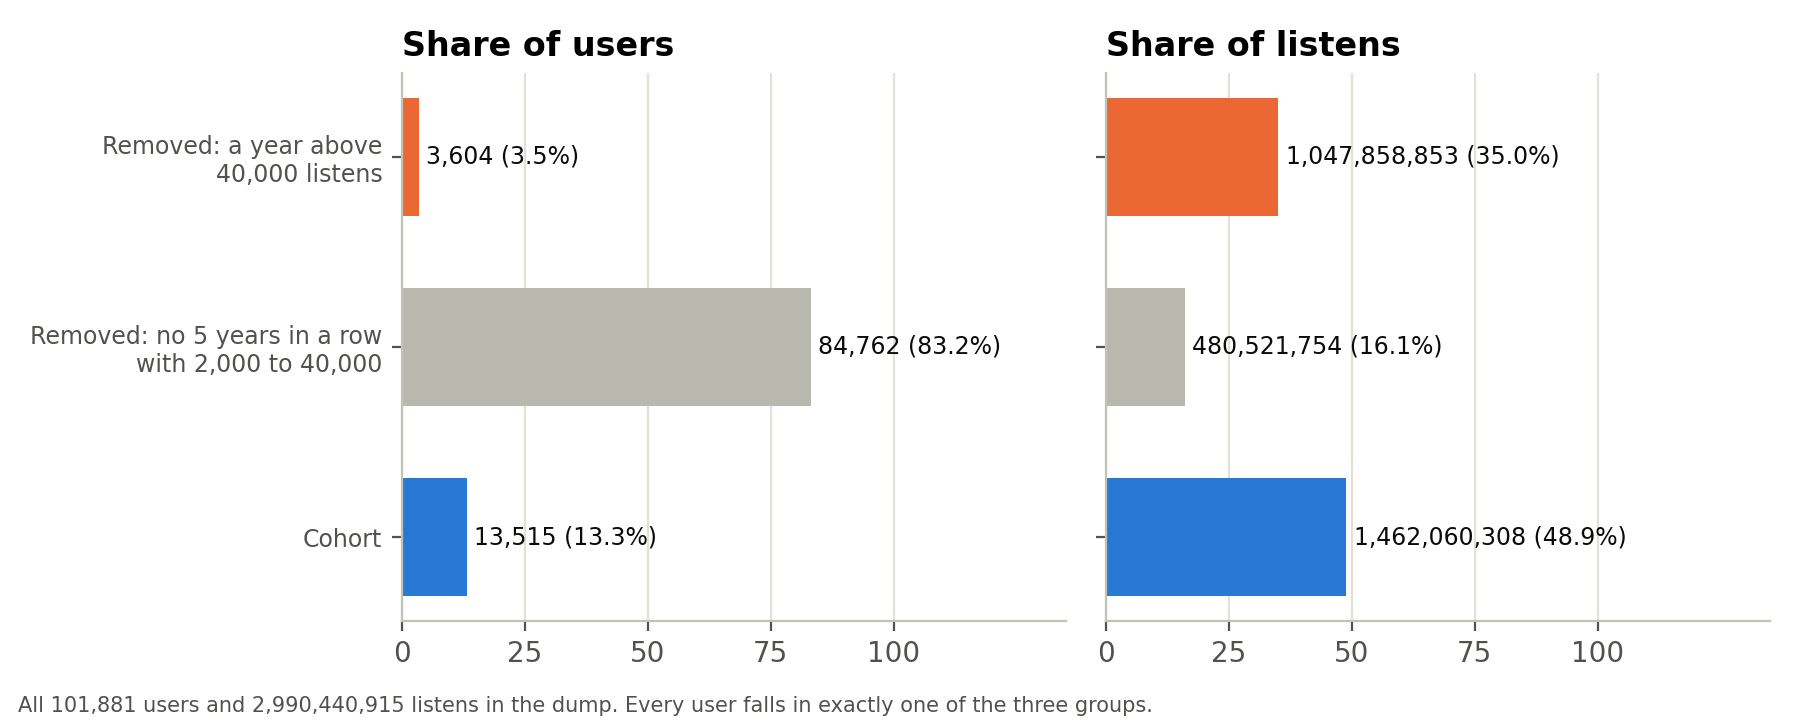 Share of users
Share of listens
Removed: a year above
40,000 listens
3,604 (3.5%)
1,047,858,853 (35.0%)
Removed: no 5 years in a row
with 2,000 to 40,000
84,762 (83.2%)
480,521,754 (16.1%)
Cohort
13,515 (13.3%)
1,462,060,308 (48.9%)
0 25 50 75 100
0 25 50 75 100
All 101,881 users and 2,990,440,915 listens in the dump. Every user falls in exactly one of the three groups.